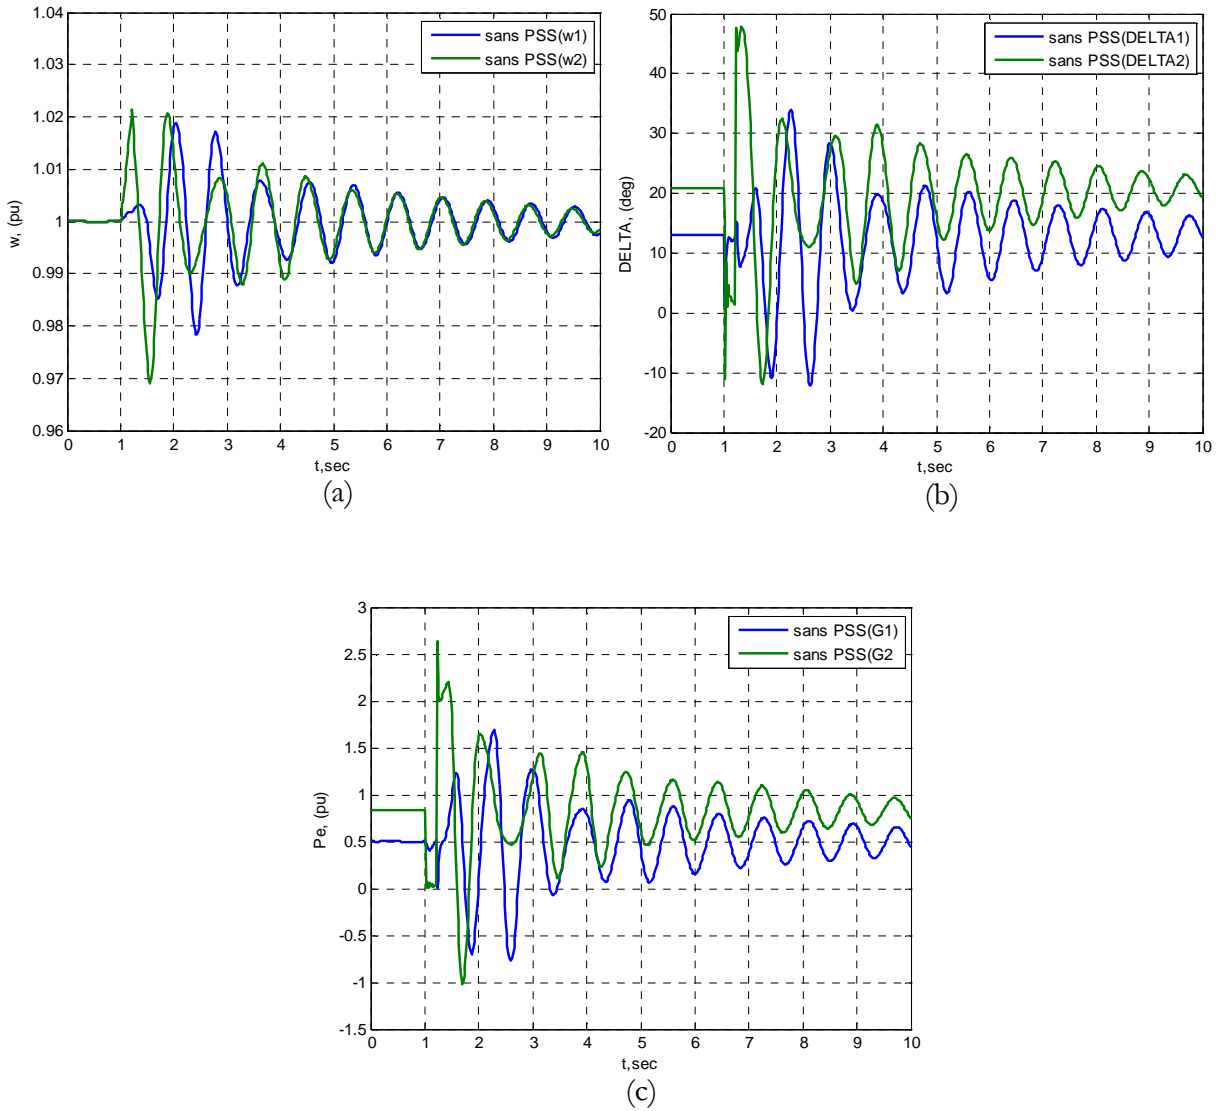 1.04
1.03
1.02
1.01
1
0.99
0.98
0.97
0.96
w, (pu)
sans PSS(w1)
sans PSS(w2)
0 1 2 3 4 5 6 7 8 9 10
t,sec
(a)
50
40
30
20
10
0
-10
-20
DELTA,, (deg)
sans PSS(DELTA1)
sans PSS(DELTA2)
0 1 2 3 4 5 6 7 8 9 10
t,sec
(b)
3
2.5
2
1.5
1
0.5
0
-0.5
-1
-1.5
Pe, (pu)
sans PSS(G1)
sans PSS(G2
0 1 2 3 4 5 6 7 8 9 10
t,sec
(c)